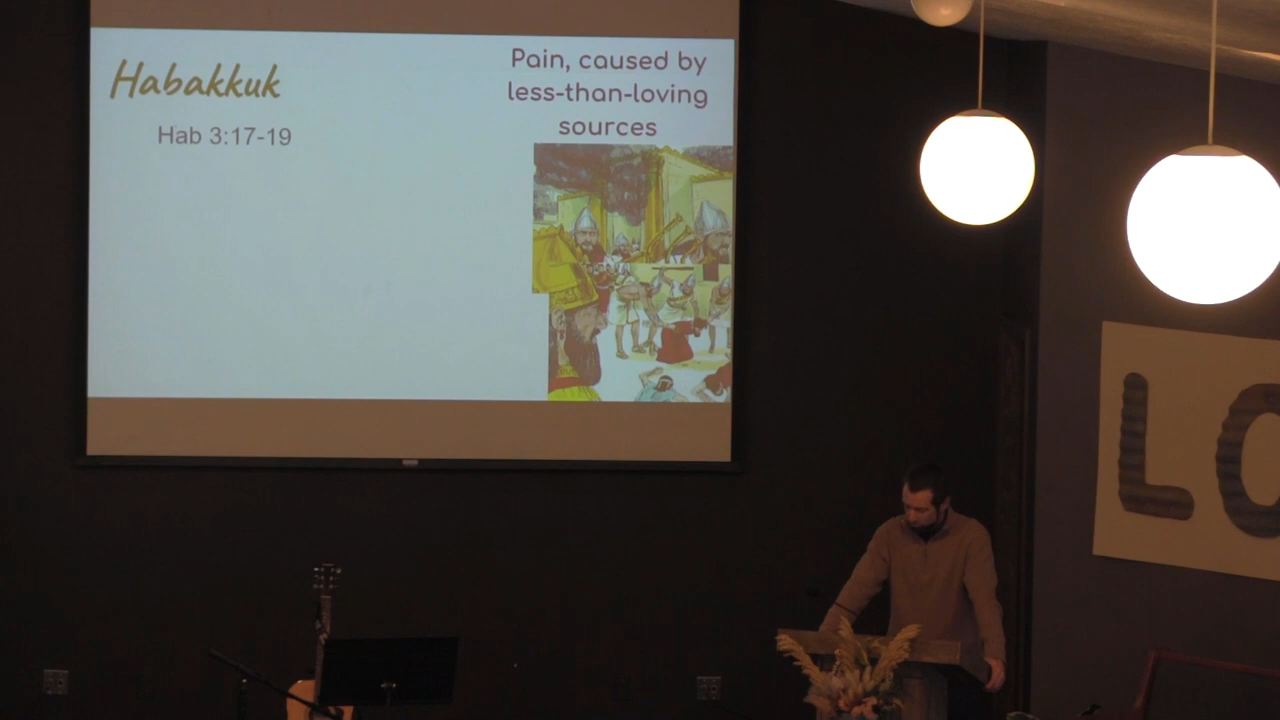 Habakkuk
Hab 3:17-19
Pain, caused by
less-than-loving
sources
LO